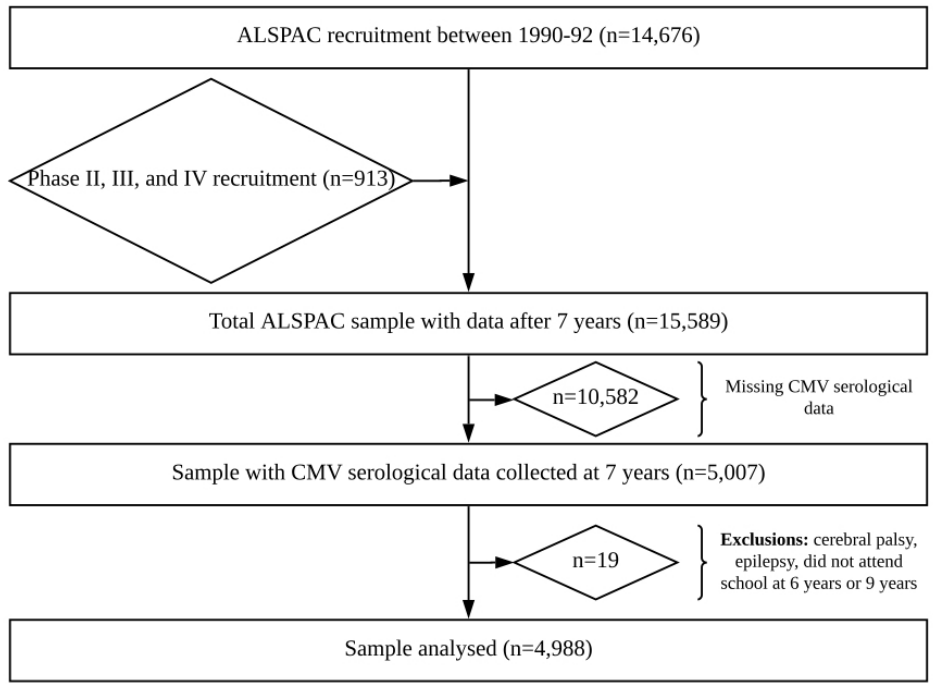 ALSPAC recruitment between 1990-92 (n=14,676)
Phase II, III, and IV recruitment (n=913)
Total ALSPAC sample with data after 7 years (n=15,589)
n=10,582
Missing CMV serological
data
Sample with CMV serological data collected at 7 years (n=5,007)
n=19
Exclusions: cerebral palsy,
epilepsy, did not attend
school at 6 years or 9 years
Sample analysed (n=4,988)